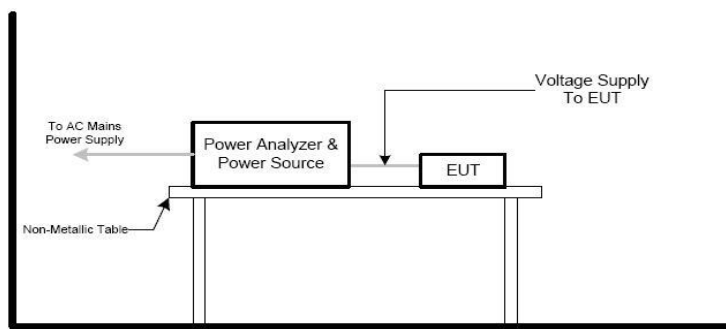 Voltage Supply
To EUT
To AC Mains
Power Supply
Power Analyzer &
Power Source
EUT
Non-Metallic Table